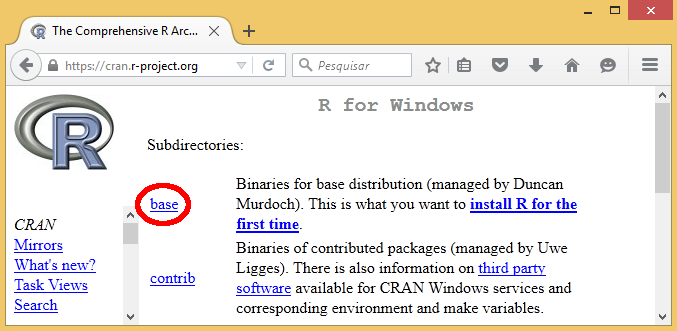 The Comprehensive R Arc...
https://cran.r-project.org
Pesquisar
R
R for Windows
Subdirectories:
base
Binaries for base distribution (managed by Duncan
Murdoch). This is what you want to install R for the
first time.
CRAN
Mirrors
What's new?
Task Views
Search
contrib
Binaries of contributed packages (managed by Uwe
Ligges). There is also information on third party
software available for CRAN Windows services and
corresponding environment and make variables.